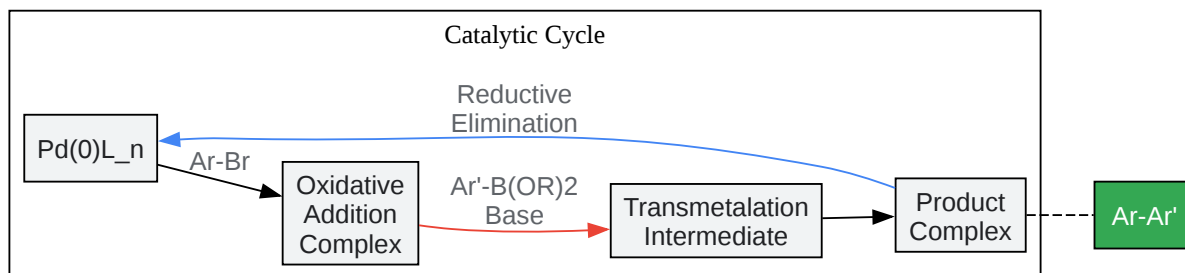 Catalytic Cycle
Reductive
Elimination
Pd(0)L_n
Ar-Br
Oxidative
Addition
Complex
Ar'-B(OR)2
Base
Transmetalation
Intermediate
Product
Complex
Ar-Ar'